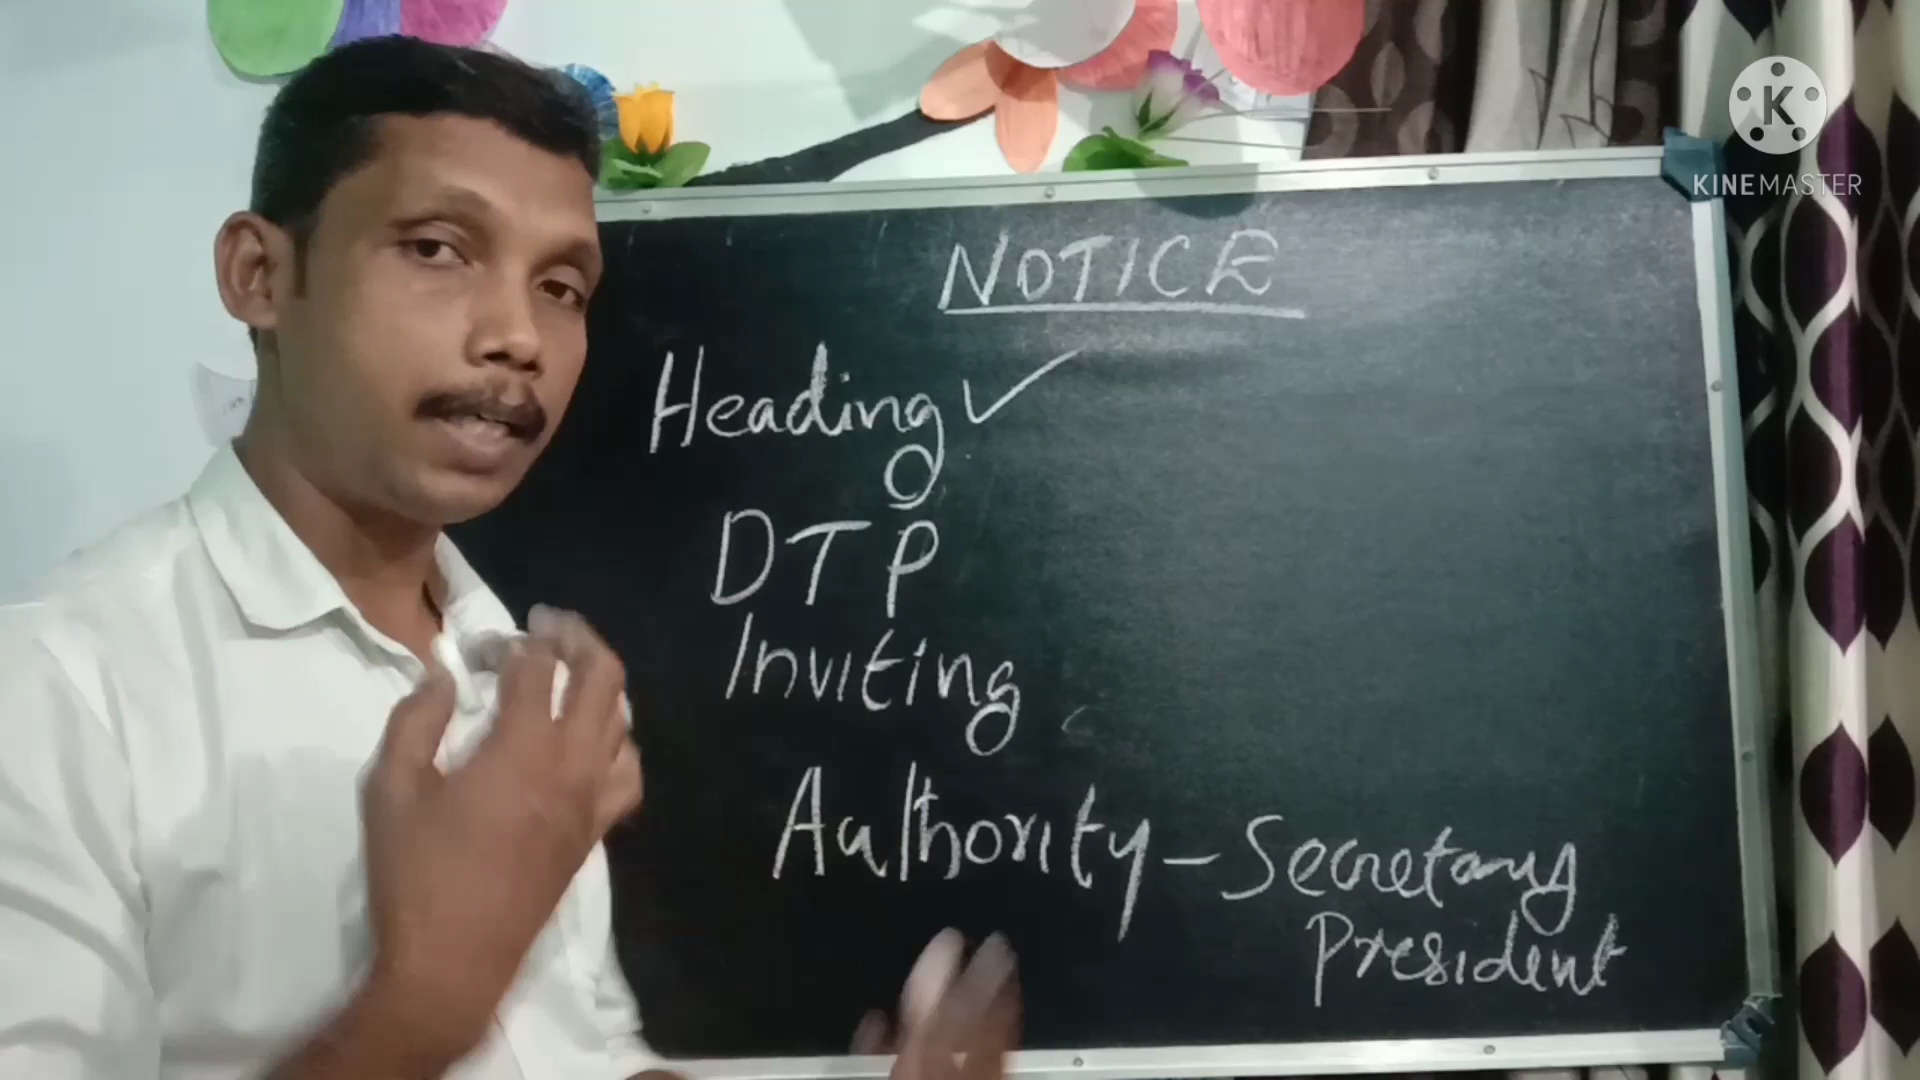 NOTICE
Heading ✓
DTP
Inviting
Authority - Secretary
President
KINEMASTER